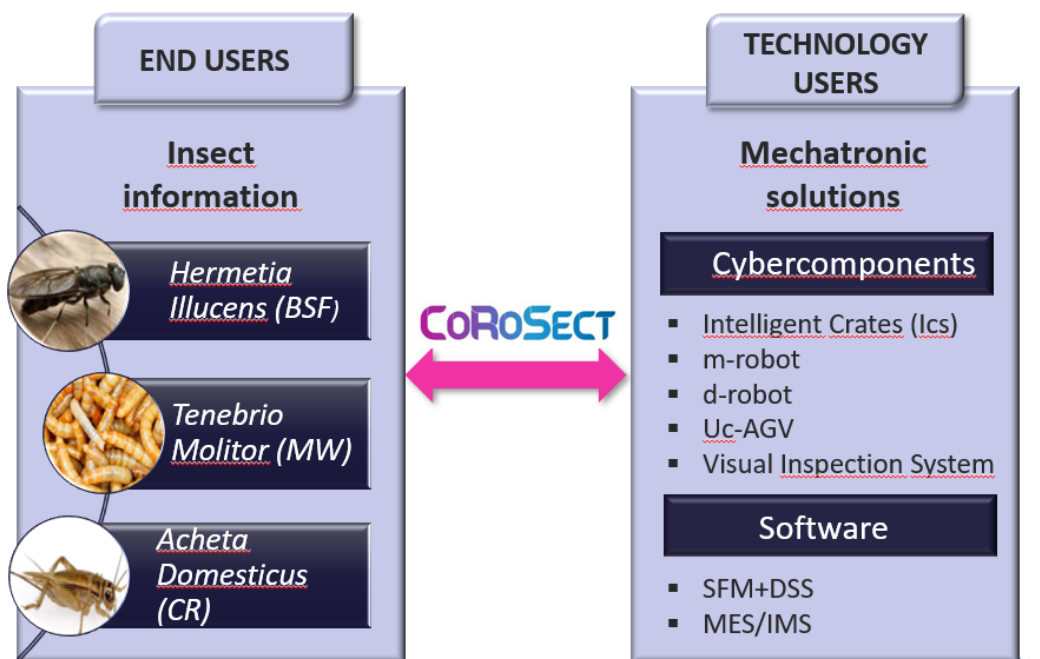 END USERS
Insect
information
Hermetia
Illucens (BSF)
Tenebrio
Molitor (MW)
Acheta
Domesticus
(CR)
CoRoSect
TECHNOLOGY
USERS
Mechatronic
solutions
Cybercomponents
▪ Intelligent Crates (Ics)
▪ m-robot
▪ d-robot
▪ Uc-AGV
▪ Visual Inspection System
Software
▪ SFM+DSS
▪ MES/IMS